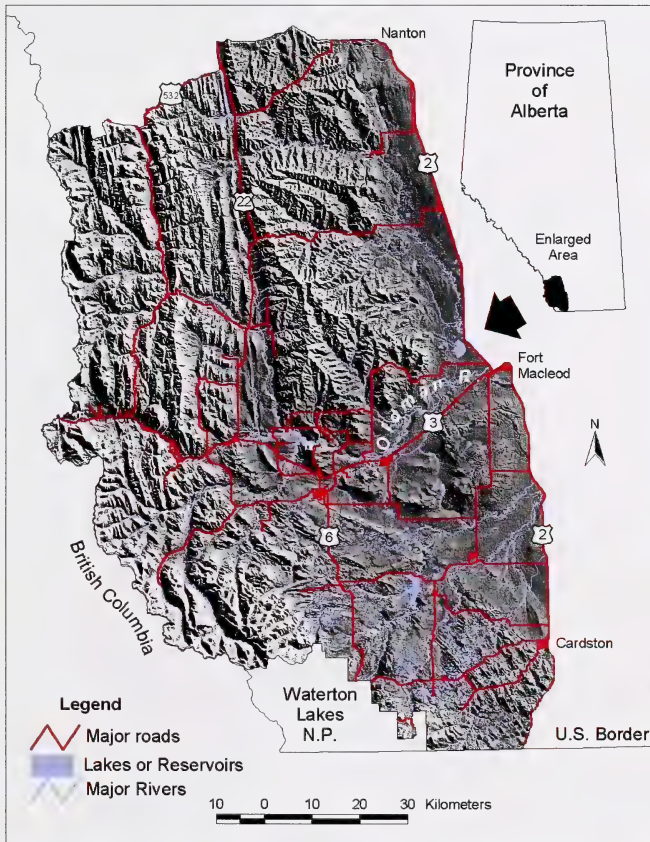 Nanton
Province
of
Alberta
532
2
22
Enlarged
Area
Fort
Macleod
Oldman R.
3
N
6
2
British Columbia
Cardston
Legend
Major roads
Lakes or Reservoirs
Major Rivers
Waterton
Lakes
N.P.
U.S. Border
10 0 10 20 30 Kilometers